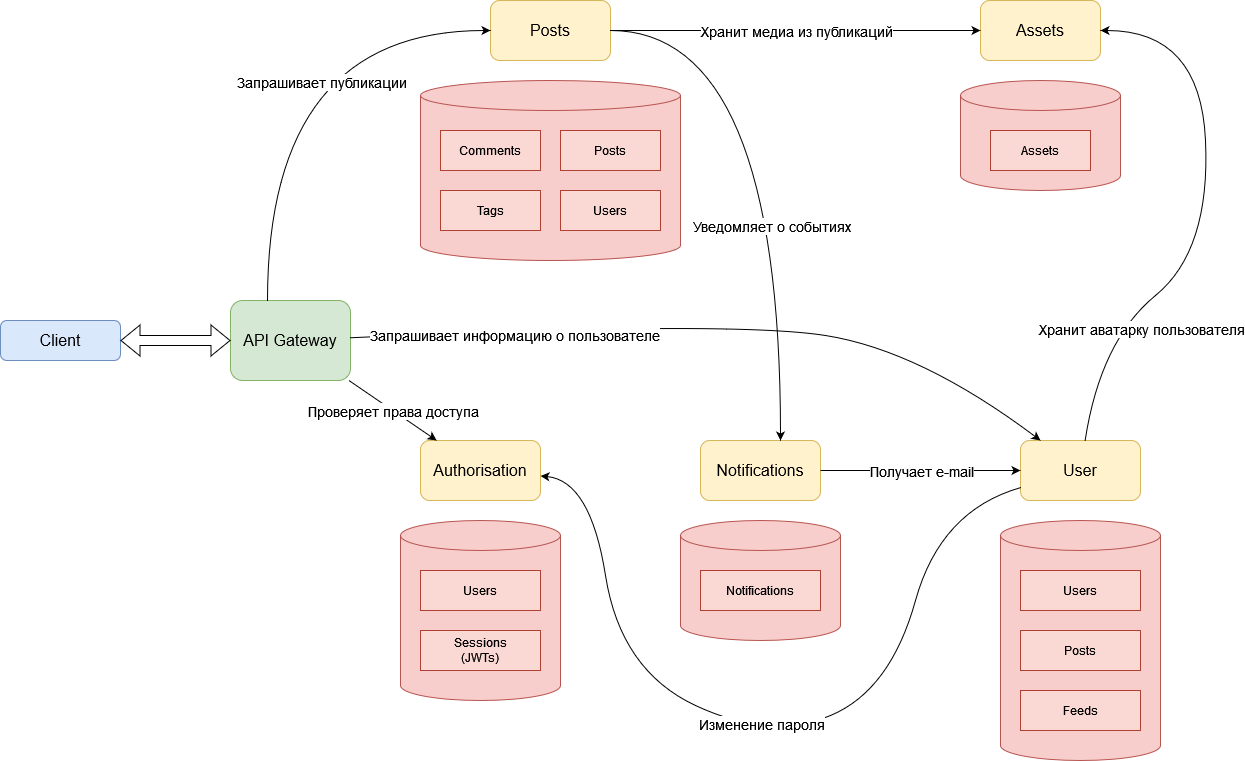 Posts
Хранит медиа из публикаций
Assets
Запрашивает публикации
Comments
Posts
Tags
Users
Assets
Уведомляет о событиях
Client
API Gateway
Запрашивает информацию о пользователе
Хранит аватарку пользователя
Проверяет права доступа
Authorisation
Notifications
Получает e-mail
User
Users
Sessions
(JWTs)
Notifications
Users
Posts
Feeds
Изменение пароля